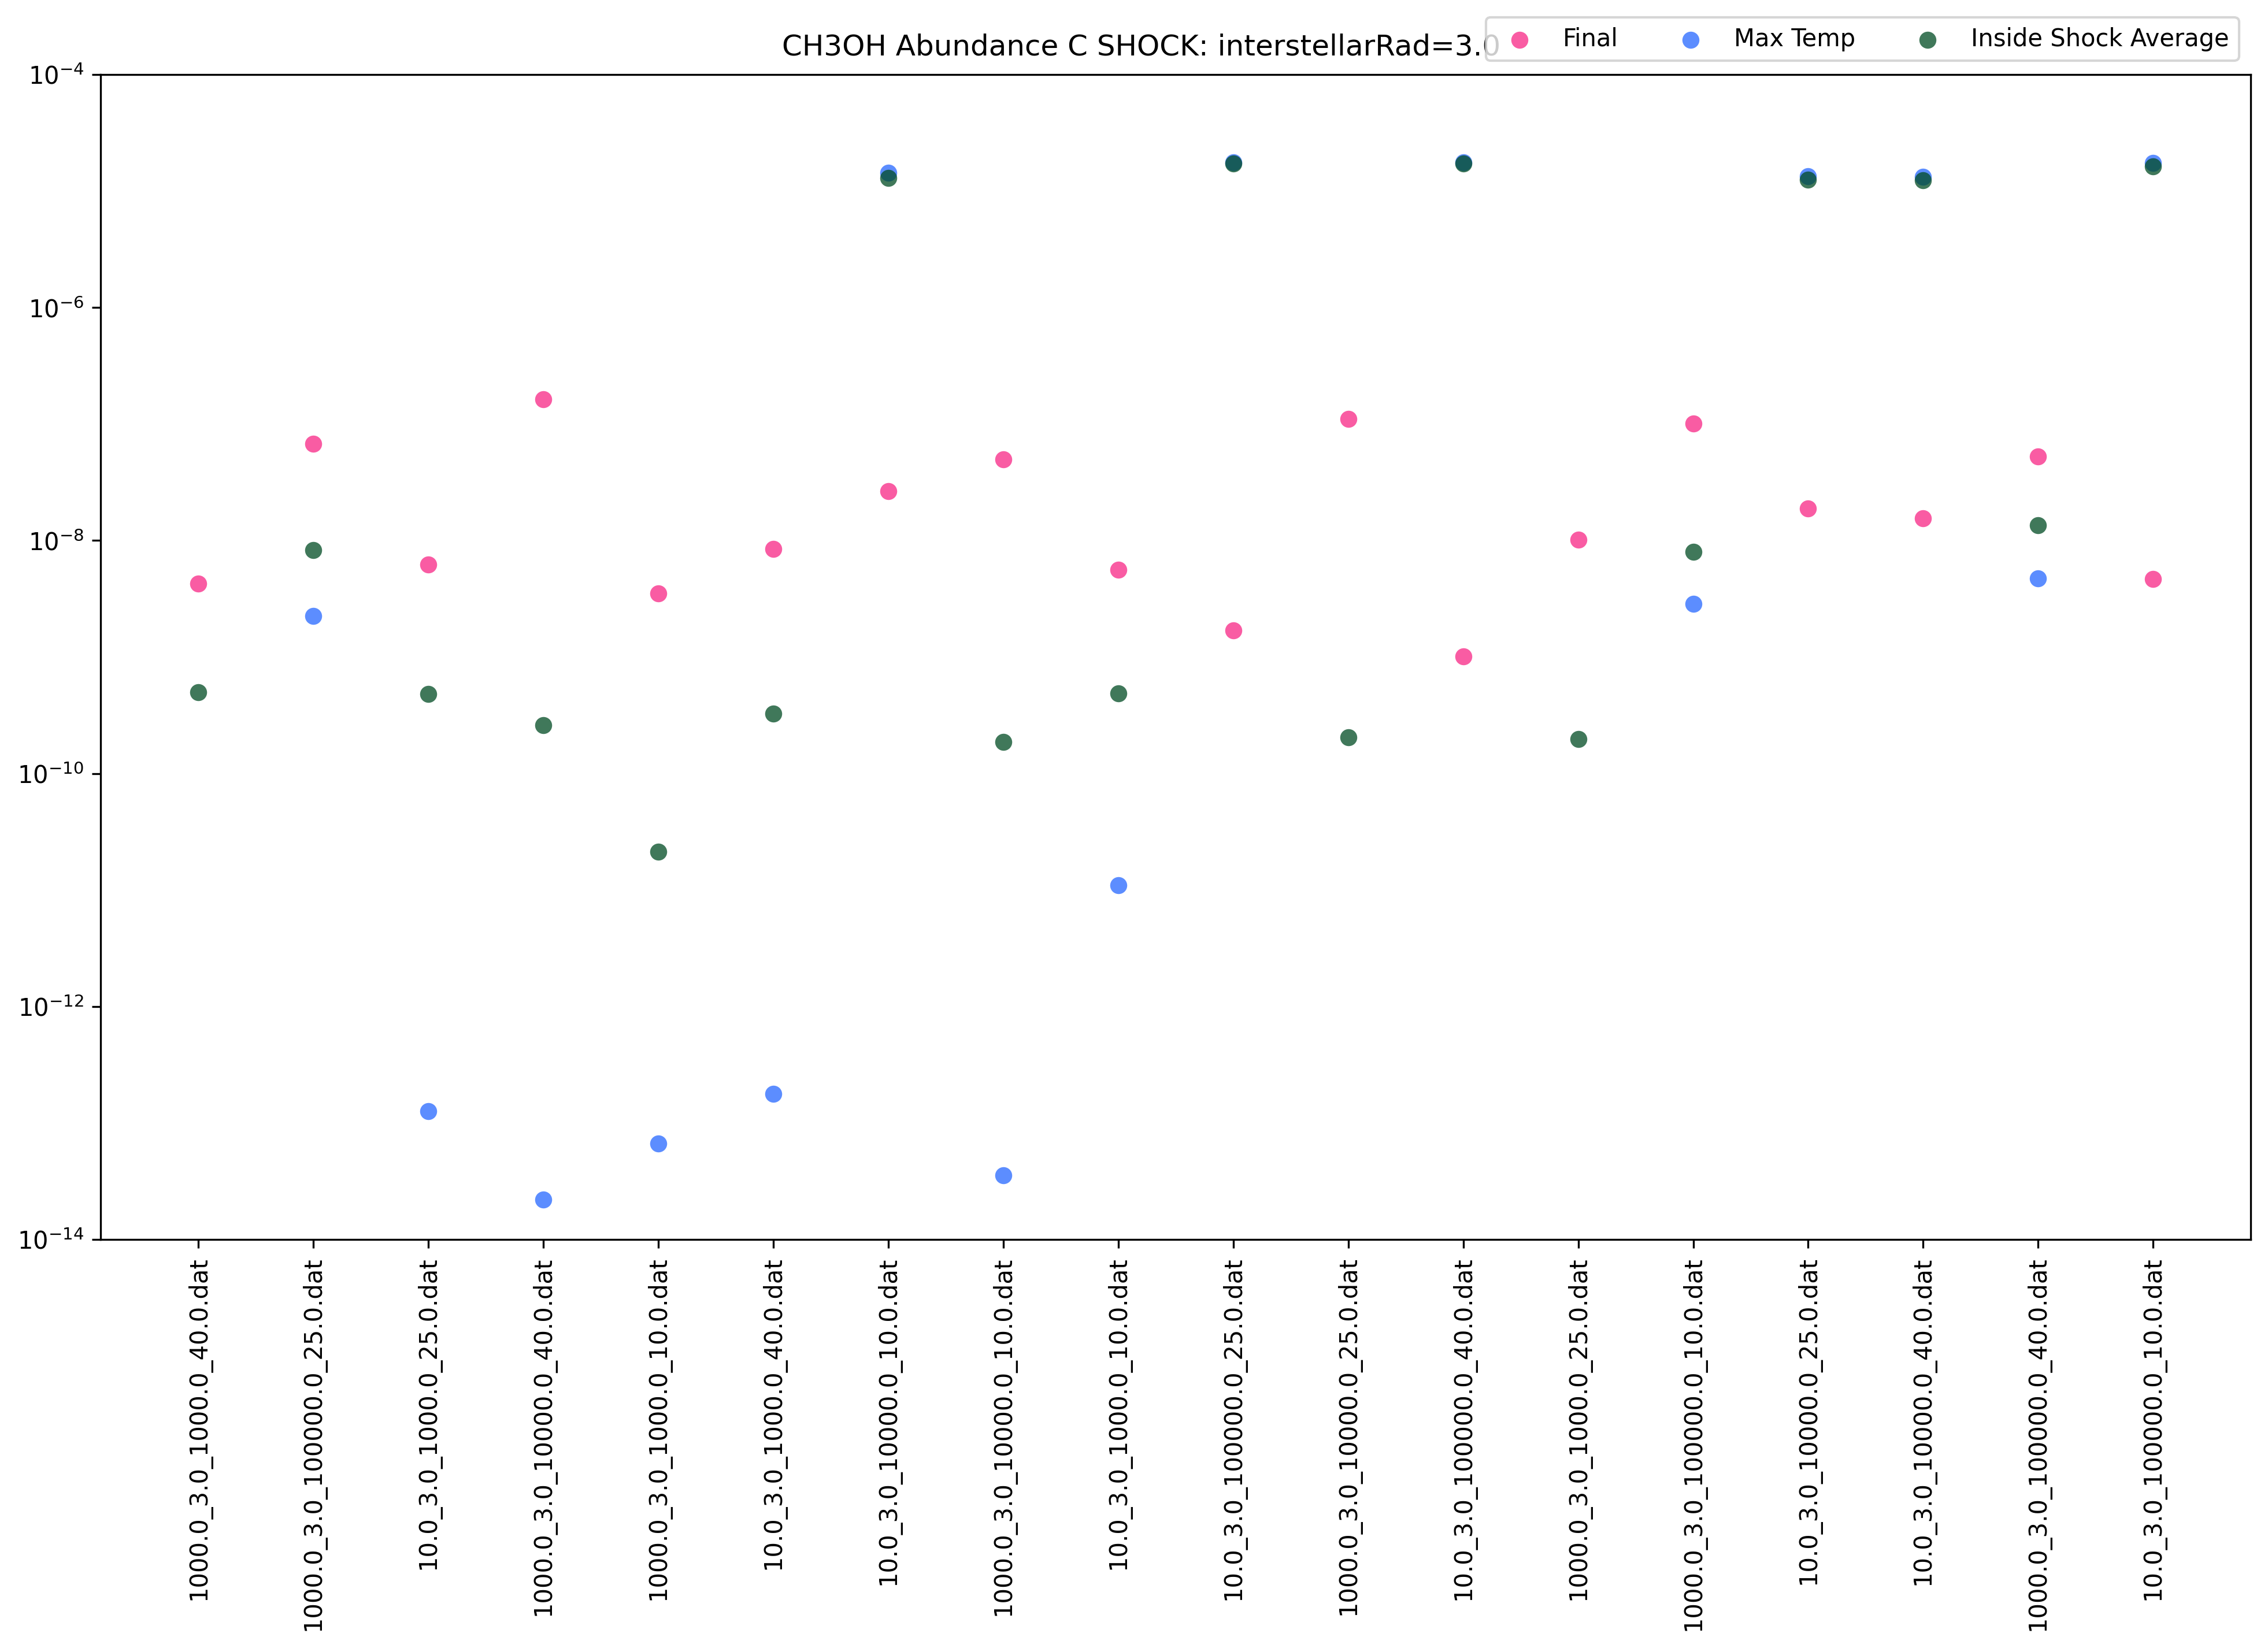 CH3OH Abundance C SHOCK: interstellarRad=3.0
Final
Max Temp
Inside Shock Average
10⁻⁴
10⁻⁶
10⁻⁸
10⁻¹⁰
10⁻¹²
10⁻¹⁴
1000.0_3.0_1000.0_40.0.dat
1000.0_3.0_100000.0_25.0.dat
10.0_3.0_1000.0_25.0.dat
1000.0_3.0_10000.0_40.0.dat
1000.0_3.0_1000.0_10.0.dat
10.0_3.0_1000.0_40.0.dat
10.0_3.0_10000.0_10.0.dat
1000.0_3.0_10000.0_10.0.dat
10.0_3.0_1000.0_10.0.dat
10.0_3.0_100000.0_25.0.dat
1000.0_3.0_10000.0_25.0.dat
10.0_3.0_100000.0_40.0.dat
1000.0_3.0_1000.0_25.0.dat
1000.0_3.0_100000.0_10.0.dat
10.0_3.0_10000.0_25.0.dat
10.0_3.0_10000.0_40.0.dat
1000.0_3.0_100000.0_40.0.dat
10.0_3.0_100000.0_10.0.dat